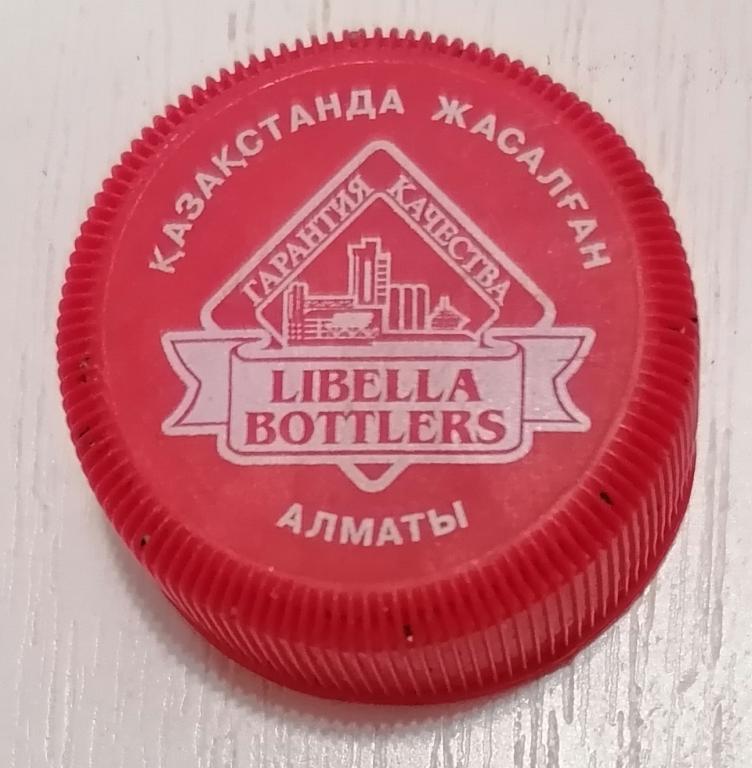 ҚАЗАҚСТАНДА ЖАСАЛҒАН
ГАРАНТИЯ КАЧЕСТВА
LIBELLA
BOTTLERS
АЛМАТЫ